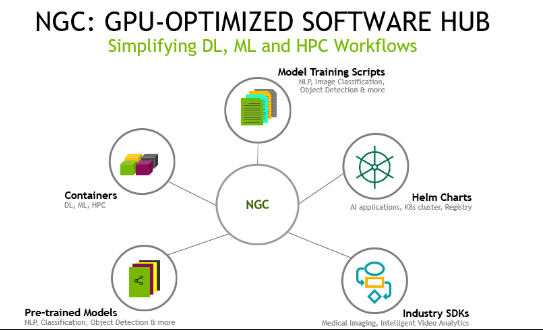 NGC: GPU-OPTIMIZED SOFTWARE HUB
Simplifying DL, ML and HPC Workflows
Model Training Scripts
NLP, Image Classification,
Object Detection & more
Containers
DL, ML, HPC
NGC
Helm Charts
AI applications, K8s cluster, Registry
Pre-trained Models
NLP, Classification, Object Detection & more
Industry SDKs
Medical Imaging, Intelligent Video Analytics